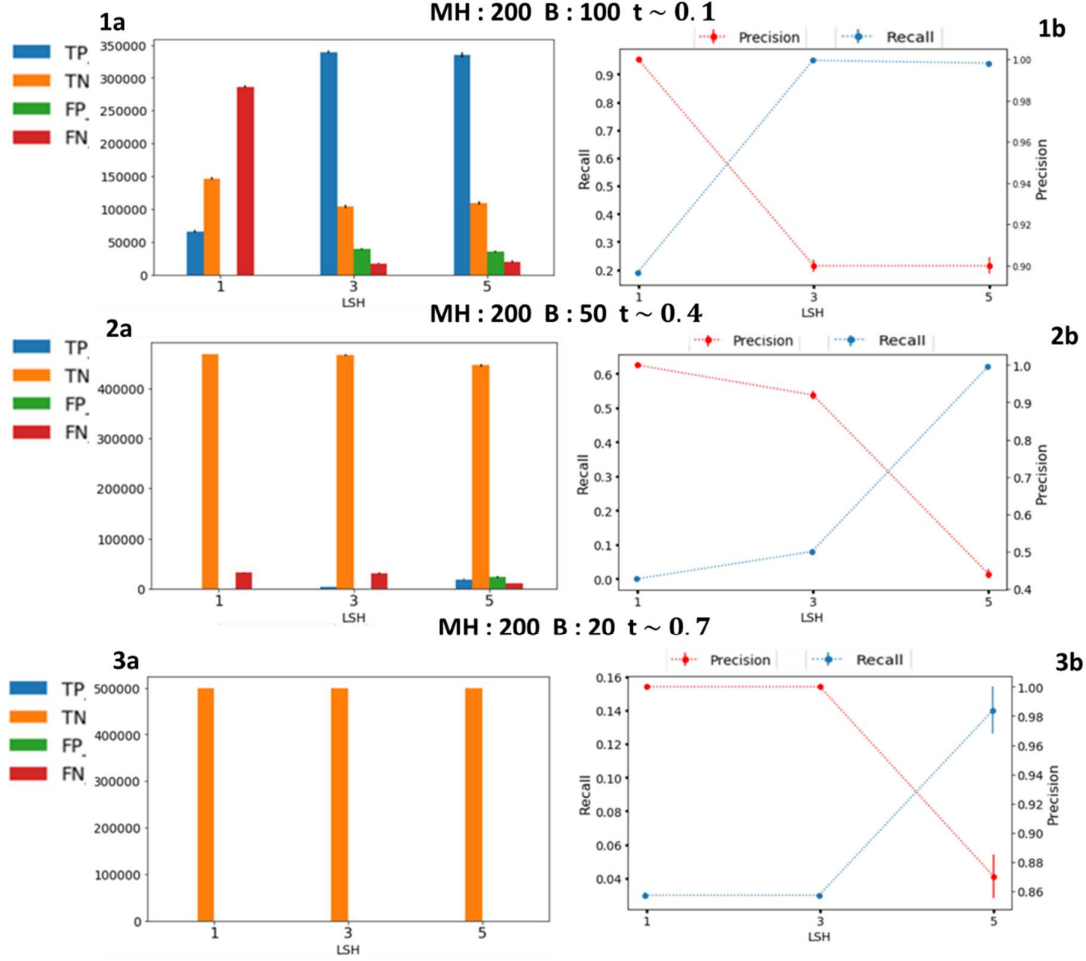 MH : 200 B : 100 t ~ 0.1
1a
1b
TP
TN
FP
FN
350000
300000
250000
200000
150000
100000
50000
0
1
3
5
LSH
Precision
Recall
0.9
0.8
0.7
0.6
0.5
0.4
0.3
0.2
Recall
1.00
0.98
0.96
0.94
0.92
0.90
Precision
1
3
5
LSH
MH : 200 B : 50 t ~ 0.4
2a
2b
TP
TN
FP
FN
400000
300000
200000
100000
0
1
3
5
LSH
Precision
Recall
0.6
0.5
0.4
0.3
0.2
0.1
0.0
Recall
1.0
0.9
0.8
0.7
0.6
0.5
0.4
Precision
1
3
5
LSH
MH : 200 B : 20 t ~ 0.7
3a
3b
TP
TN
FP
FN
500000
400000
300000
200000
100000
0
1
3
5
LSH
Precision
Recall
0.16
0.14
0.12
0.10
0.08
0.06
0.04
Recall
1.00
0.98
0.96
0.94
0.92
0.90
0.88
0.86
Precision
1
3
5
LSH